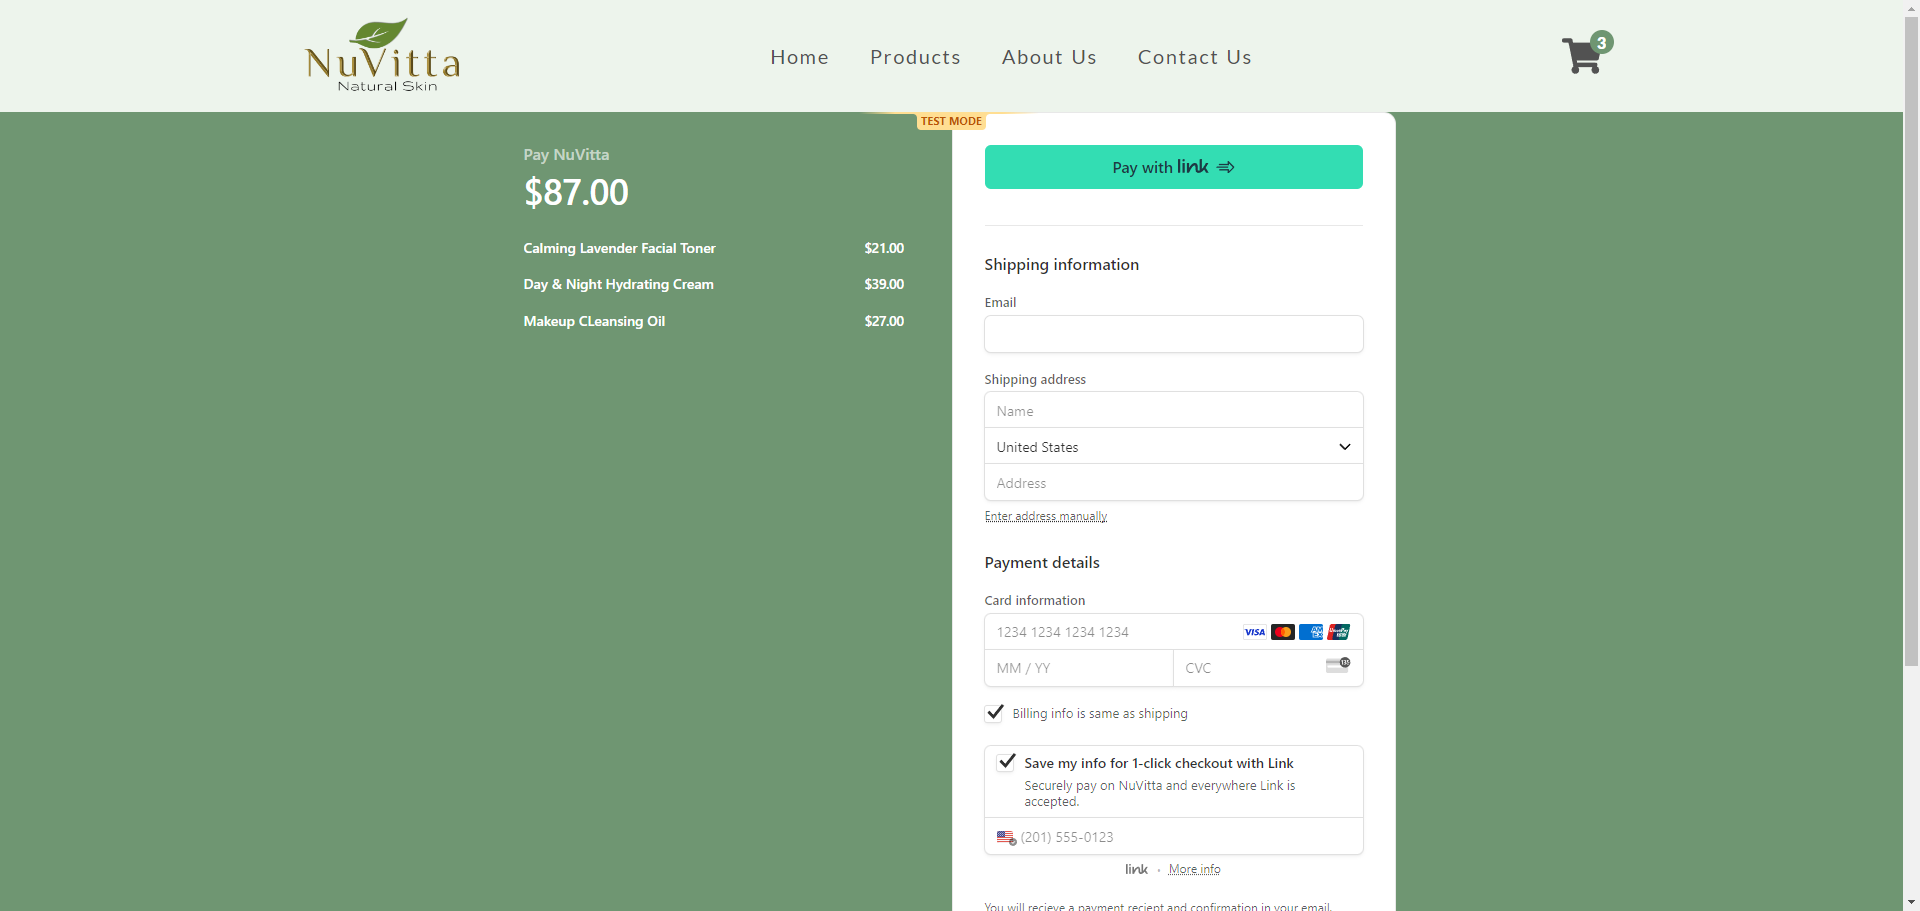 NuVitta
Natural Skin
Home
Products
About Us
Contact Us
3
TEST MODE
Pay NuVitta
$87.00
Calming Lavender Facial Toner $21.00
Day & Night Hydrating Cream $39.00
Makeup CLeansing Oil $27.00
Pay with link
Shipping information
Email
Shipping address
Name
United States
Address
Enter address manually
Payment details
Card information
1234 1234 1234 1234 VISA
MM / YY CVC
Billing info is same as shipping
Save my info for 1-click checkout with Link
Securely pay on NuVitta and everywhere Link is
accepted.
(201) 555-0123
link · More info
You will recieve a payment reciept and confirmation in your email.